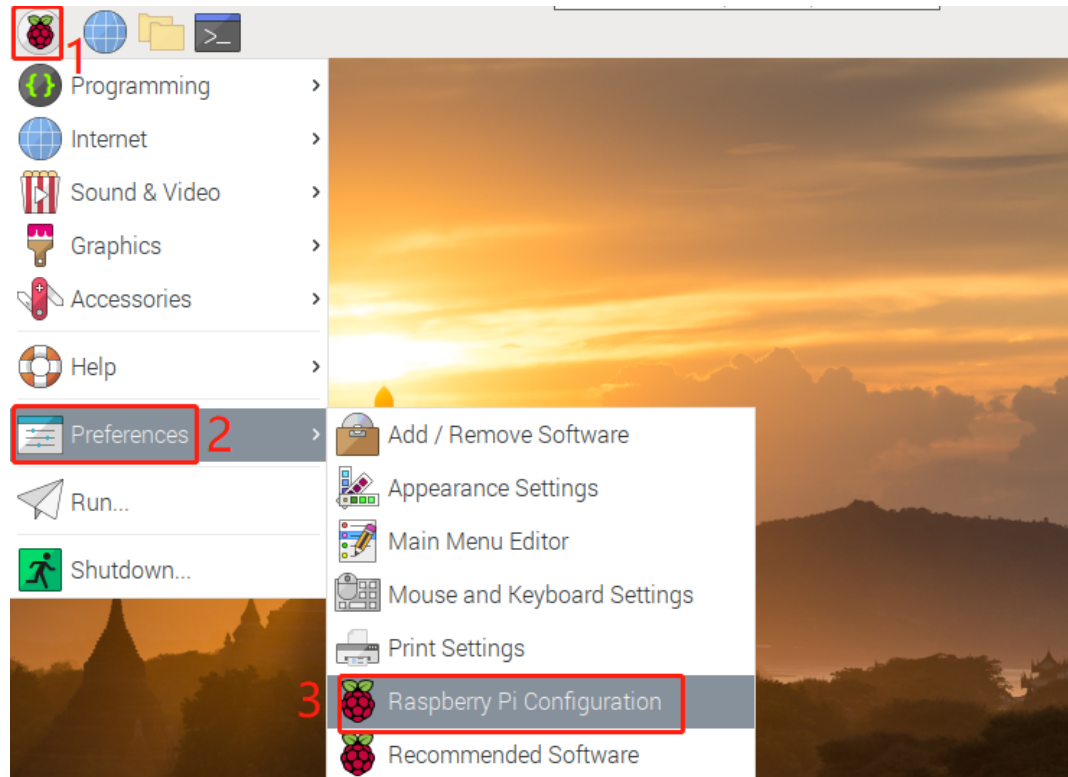 1
Programming
Internet
Sound & Video
Graphics
Accessories
Help
Preferences 2
Run...
Shutdown...
Add / Remove Software
Appearance Settings
Main Menu Editor
Mouse and Keyboard Settings
Print Settings
3 Raspberry Pi Configuration
Recommended Software